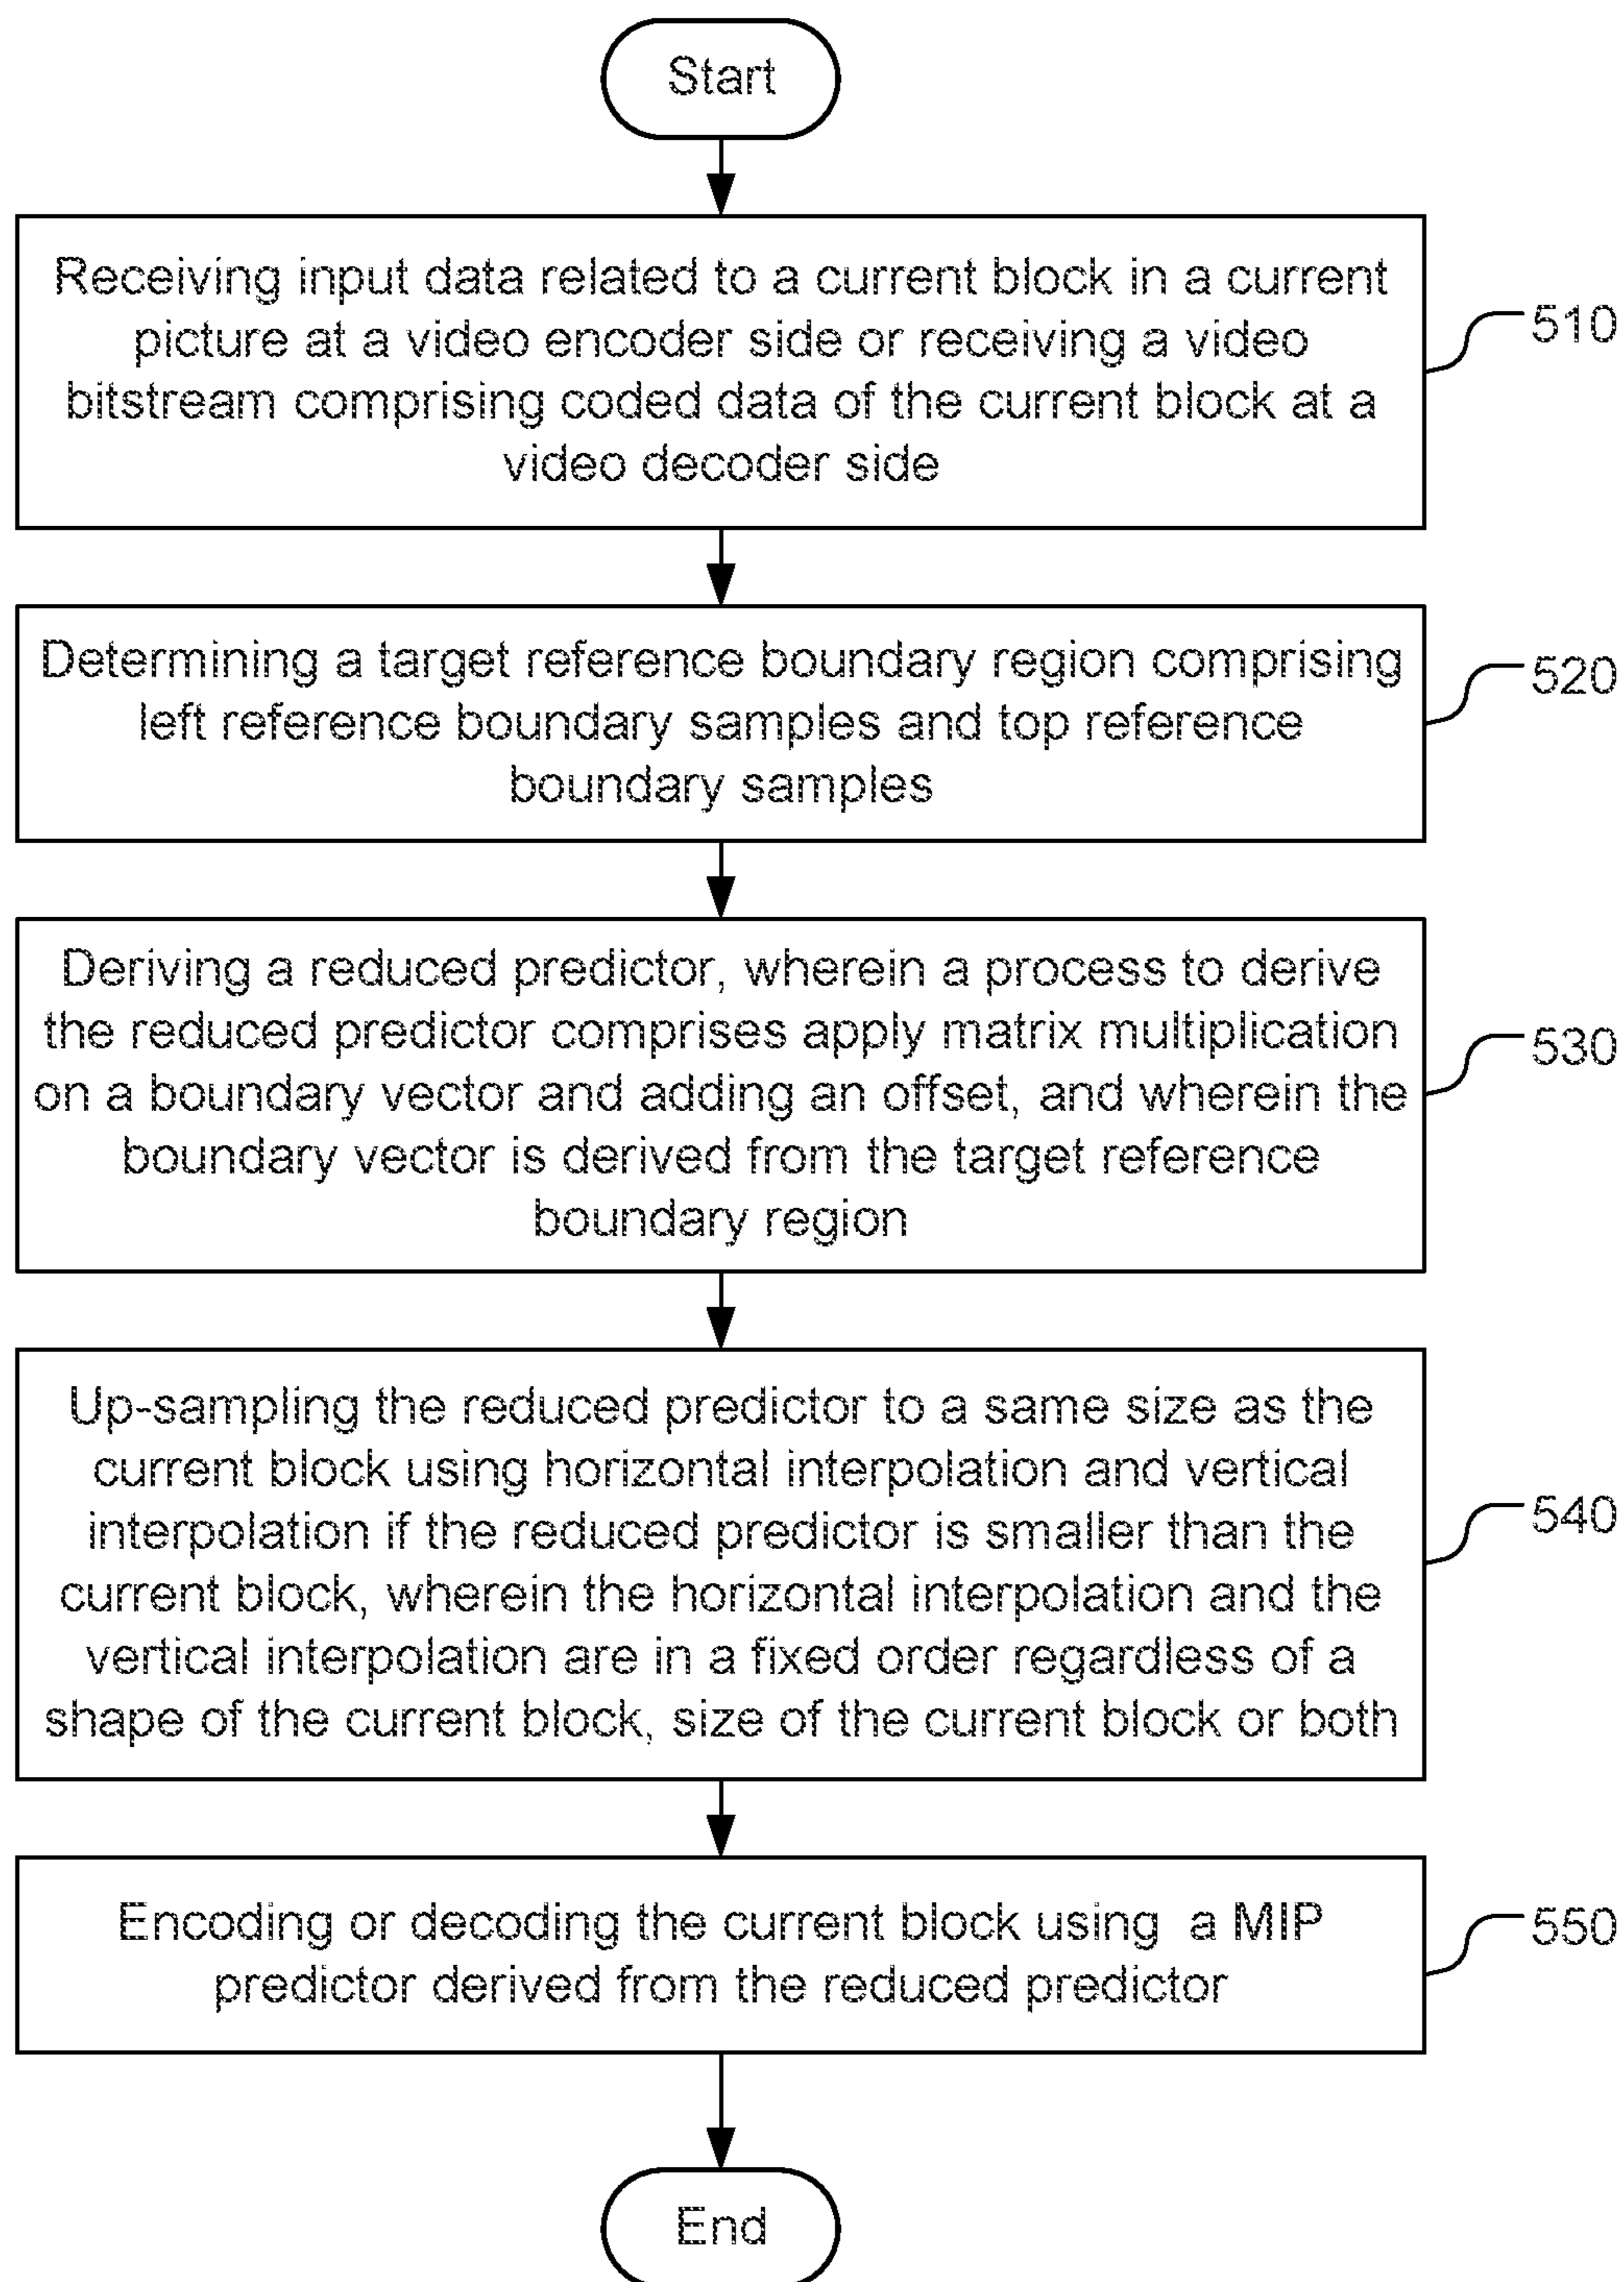 Start
Receiving input data related to a current block in a current
picture at a video encoder side or receiving a video
bitstream comprising coded data of the current block at a
video decoder side
510
Determining a target reference boundary region comprising
left reference boundary samples and top reference
boundary samples
520
Deriving a reduced predictor, wherein a process to derive
the reduced predictor comprises apply matrix multiplication
on a boundary vector and adding an offset, and wherein the
boundary vector is derived from the target reference
boundary region
530
Up-sampling the reduced predictor to a same size as the
current block using horizontal interpolation and vertical
interpolation if the reduced predictor is smaller than the
current block, wherein the horizontal interpolation and the
vertical interpolation are in a fixed order regardless of a
shape of the current block, size of the current block or both
540
Encoding or decoding the current block using a MIP
predictor derived from the reduced predictor
550
End